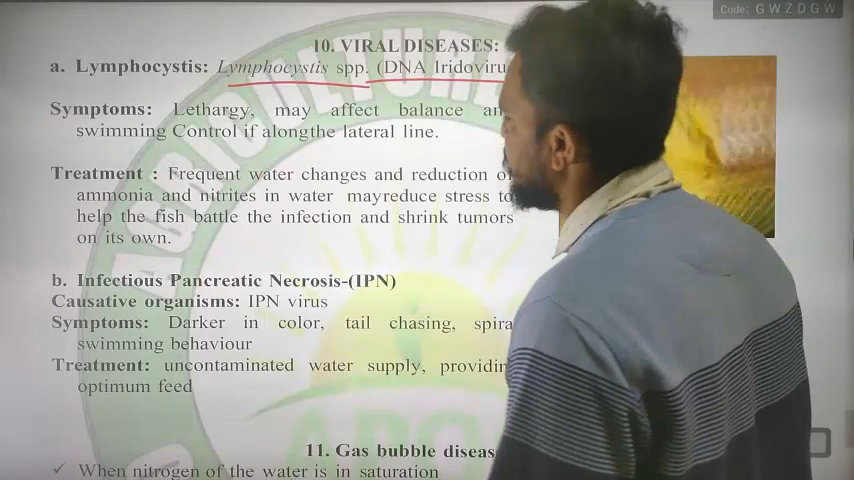 Code: G W Z D G W
10. VIRAL DISEASES:
a. Lymphocystis: Lymphocystis spp. (DNA Iridoviru
Symptoms: Lethargy, may affect balance an
swimming Control if alongthe lateral line.
Treatment : Frequent water changes and reduction of
ammonia and nitrites in water mayreduce stress to
help the fish battle the infection and shrink tumors
on its own.
b. Infectious Pancreatic Necrosis-(IPN)
Causative organisms: IPN virus
Symptoms: Darker in color, tail chasing, spira
swimming behaviour
Treatment: uncontaminated water supply, providin
optimum feed
11. Gas bubble diseas
✓ When nitrogen of the water is in saturation